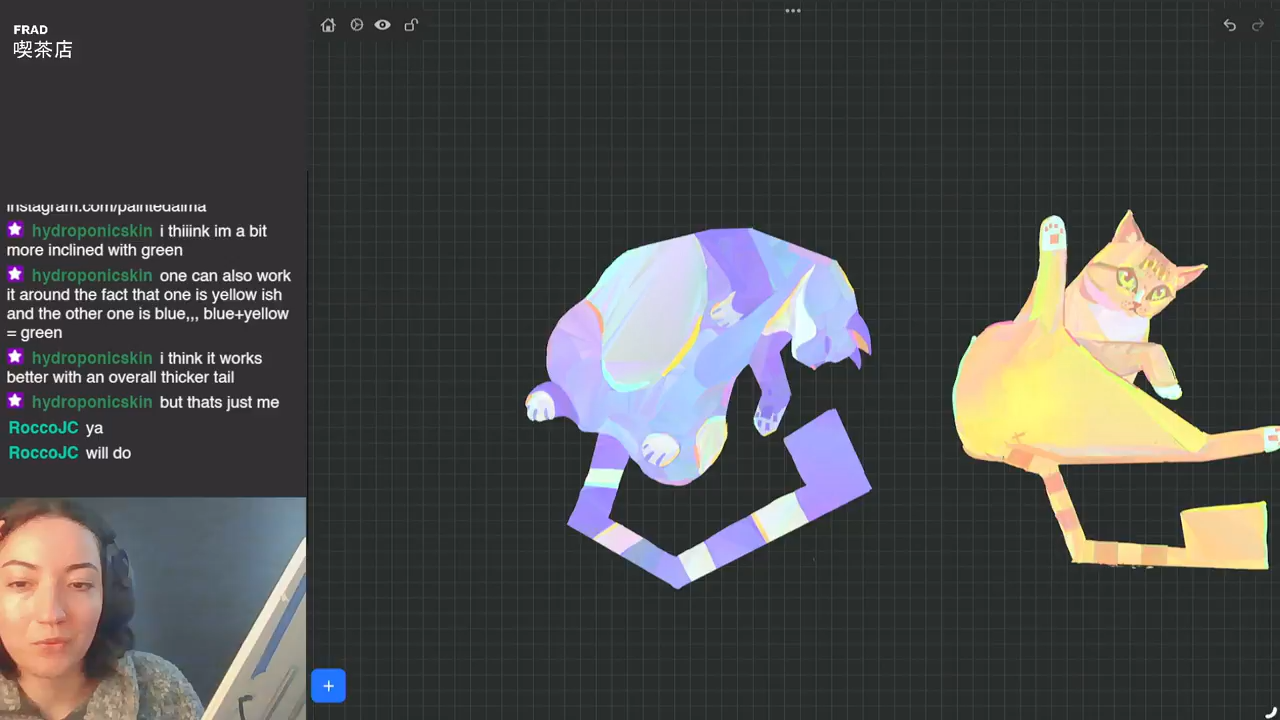 FRAD
喫茶店
instagram.com/paintedalma
hydroponicskin i thiiink im a bit
more inclined with green
hydroponicskin one can also work
it around the fact that one is yellow ish
and the other one is blue,,, blue+yellow
= green
hydroponicskin i think it works
better with an overall thicker tail
hydroponicskin but thats just me
RoccoJC ya
RoccoJC will do